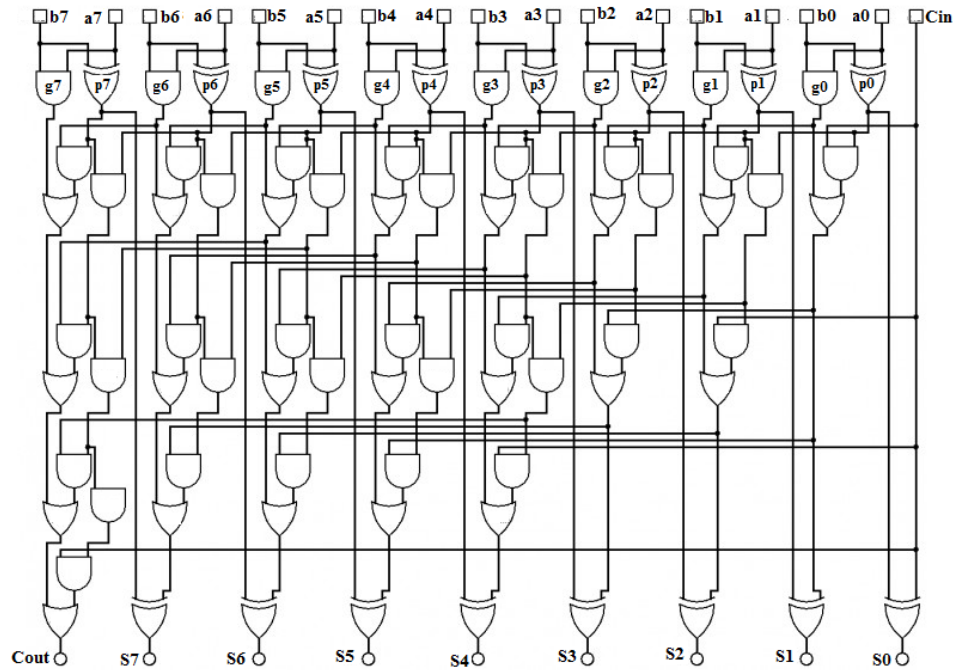 b7 a7 b6 a6 b5 a5 b4 a4 b3 a3 b2 a2 b1 a1 b0 a0 Cin
g7 p7 g6 p6 g5 p5 g4 p4 g3 p3 g2 p2 g1 p1 g0 p0
Cout S7 S6 S5 S4 S3 S2 S1 S0